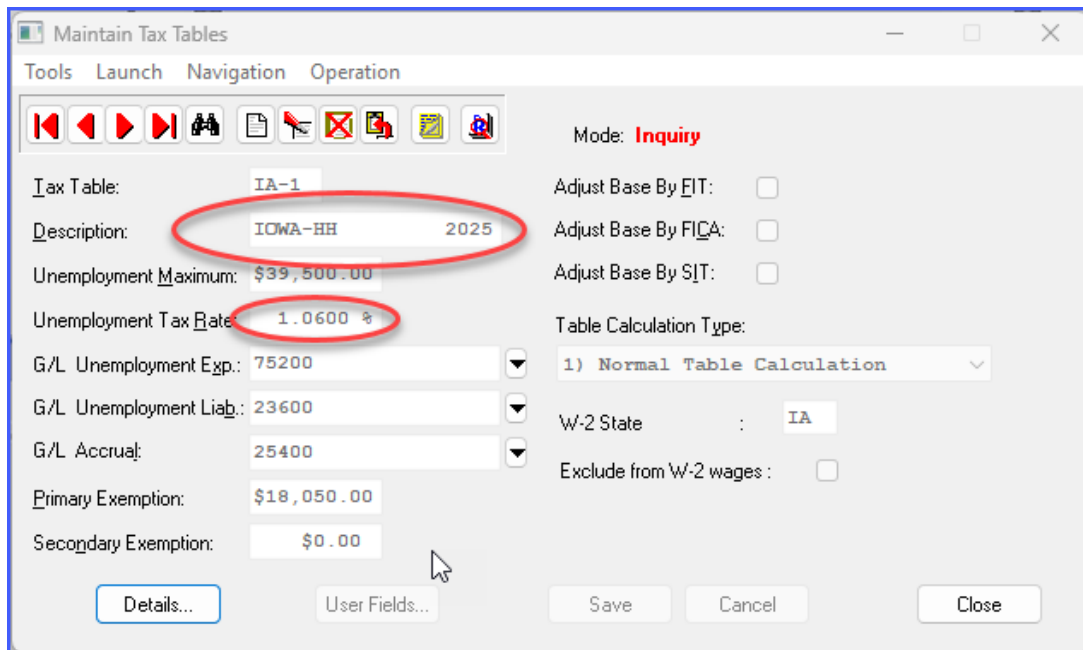 Maintain Tax Tables
Tools Launch Navigation Operation
Mode: Inquiry
Tax Table: IA-1
Description: IOWA-HH 2025
Unemployment Maximum: $39,500.00
Unemployment Tax Rate: 1.0600 %
G/L Unemployment Exp.: 75200
G/L Unemployment Liab.: 23600
G/L Accrual: 25400
Primary Exemption: $18,050.00
Secondary Exemption: $0.00
Adjust Base By FIT:
Adjust Base By FICA:
Adjust Base By SIT:
Table Calculation Type:
1) Normal Table Calculation
W-2 State : IA
Exclude from W-2 wages :
Details... User Fields... Save Cancel Close